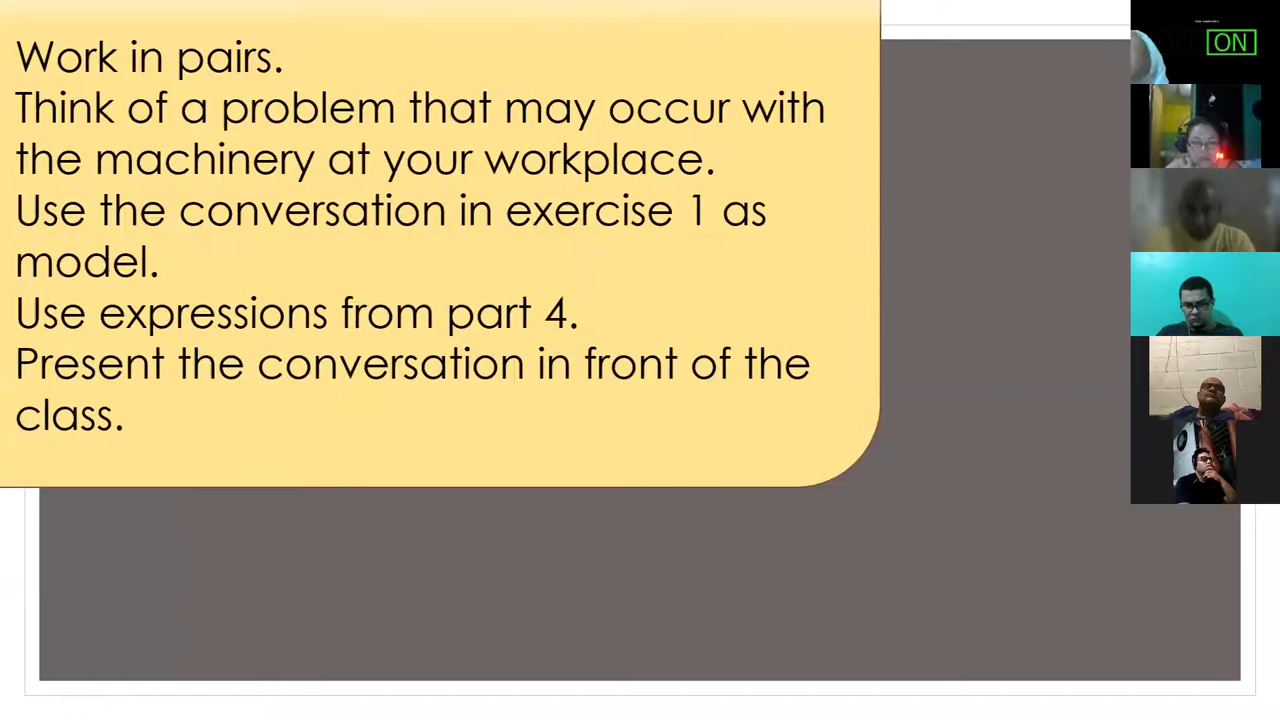 Work in pairs.
Think of a problem that may occur with
the machinery at your workplace.
Use the conversation in exercise 1 as
model.
Use expressions from part 4.
Present the conversation in front of the
class.
ON